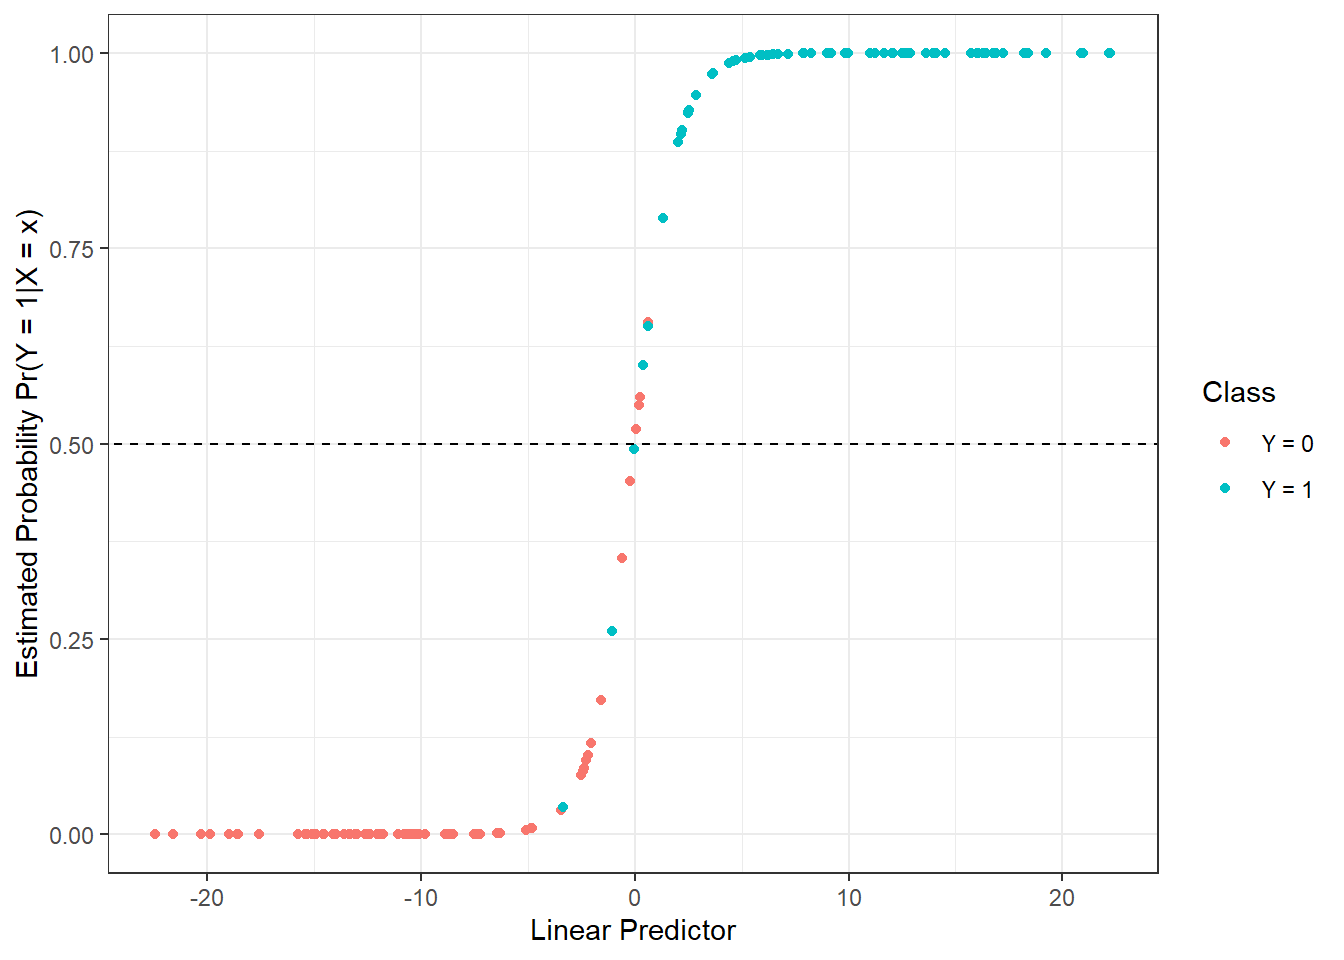 Estimated Probability Pr(Y = 1|X = x)
1.00
0.75
0.50
0.25
0.00
-20
-10
0
10
20
Linear Predictor
Class
Y = 0
Y = 1